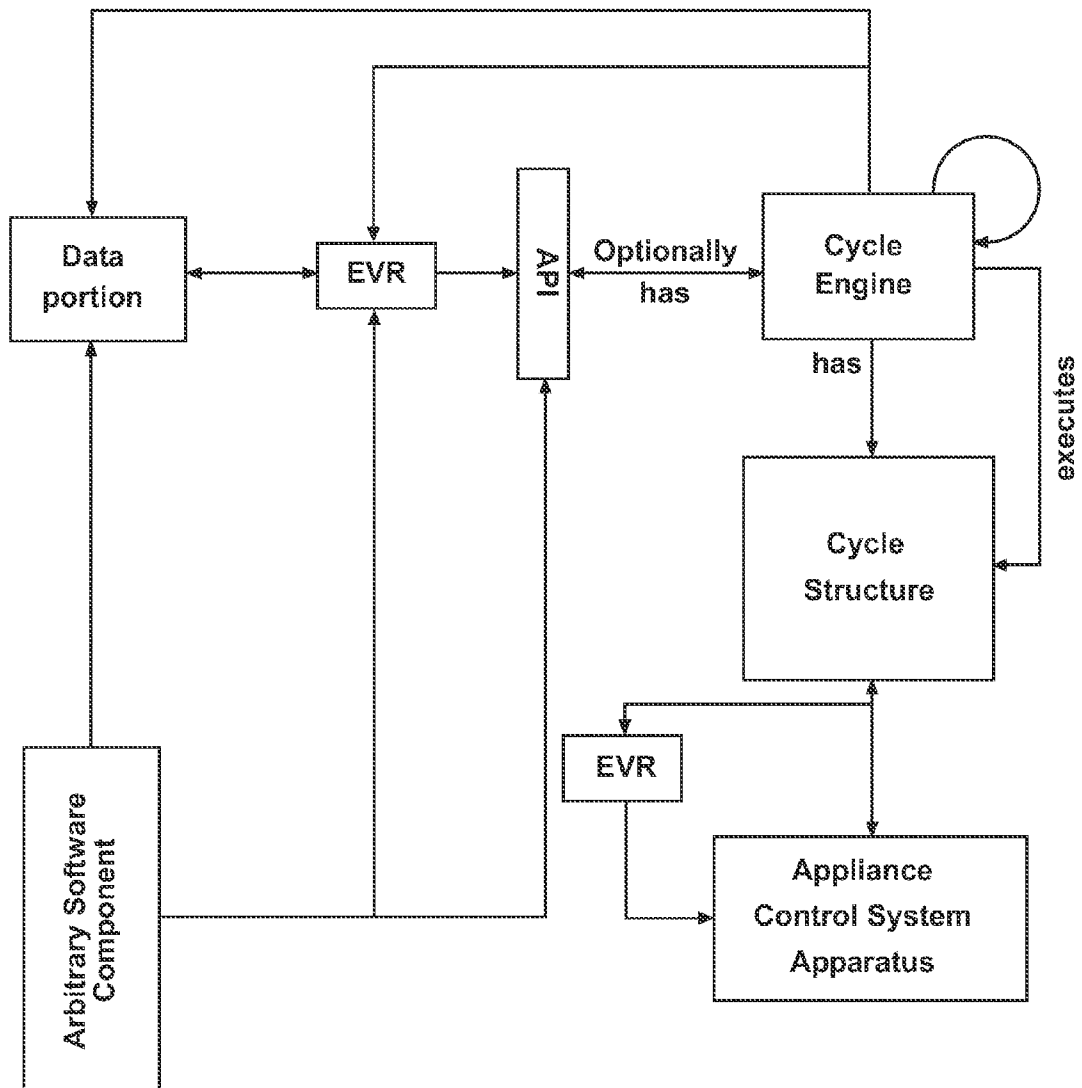 Data
portion
EVR
API
Optionally
has
Cycle
Engine
has
executes
Cycle
Structure
EVR
Appliance
Control System
Apparatus
Arbitrary Software
Component